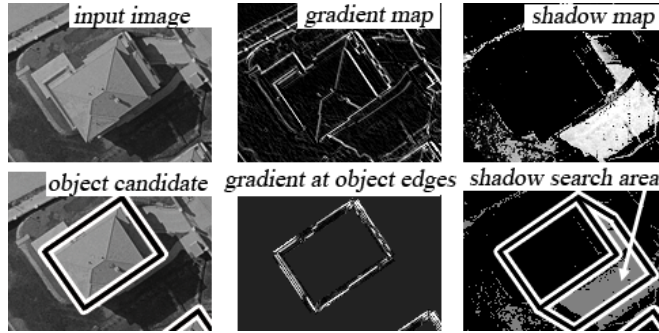 input image
gradient map
shadow map
object candidate
gradient at object edges
shadow search area